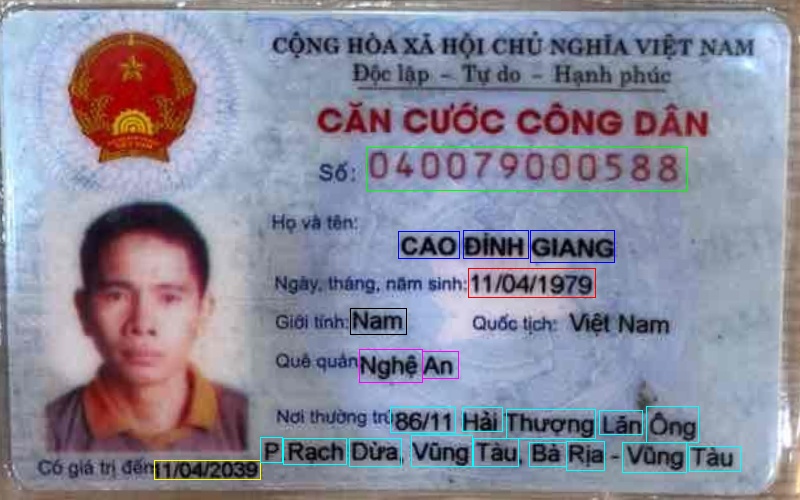 CỘNG HÒA XÃ HỘI CHỦ NGHĨA VIỆT NAM
Độc lập - Tự do - Hạnh phúc
CĂN CƯỚC CÔNG DÂN
Số: 040079000588
Họ và tên:
CAO ĐÌNH GIANG
Ngày, tháng, năm sinh: 11/04/1979
Giới tính: Nam Quốc tịch: Việt Nam
Quê quán Nghệ An
Nơi thường trú 86/11 Hải Thượng Lãn Ông
P Rạch Dừa, Vũng Tàu, Bà Rịa - Vũng Tàu
Có giá trị đến 11/04/2039